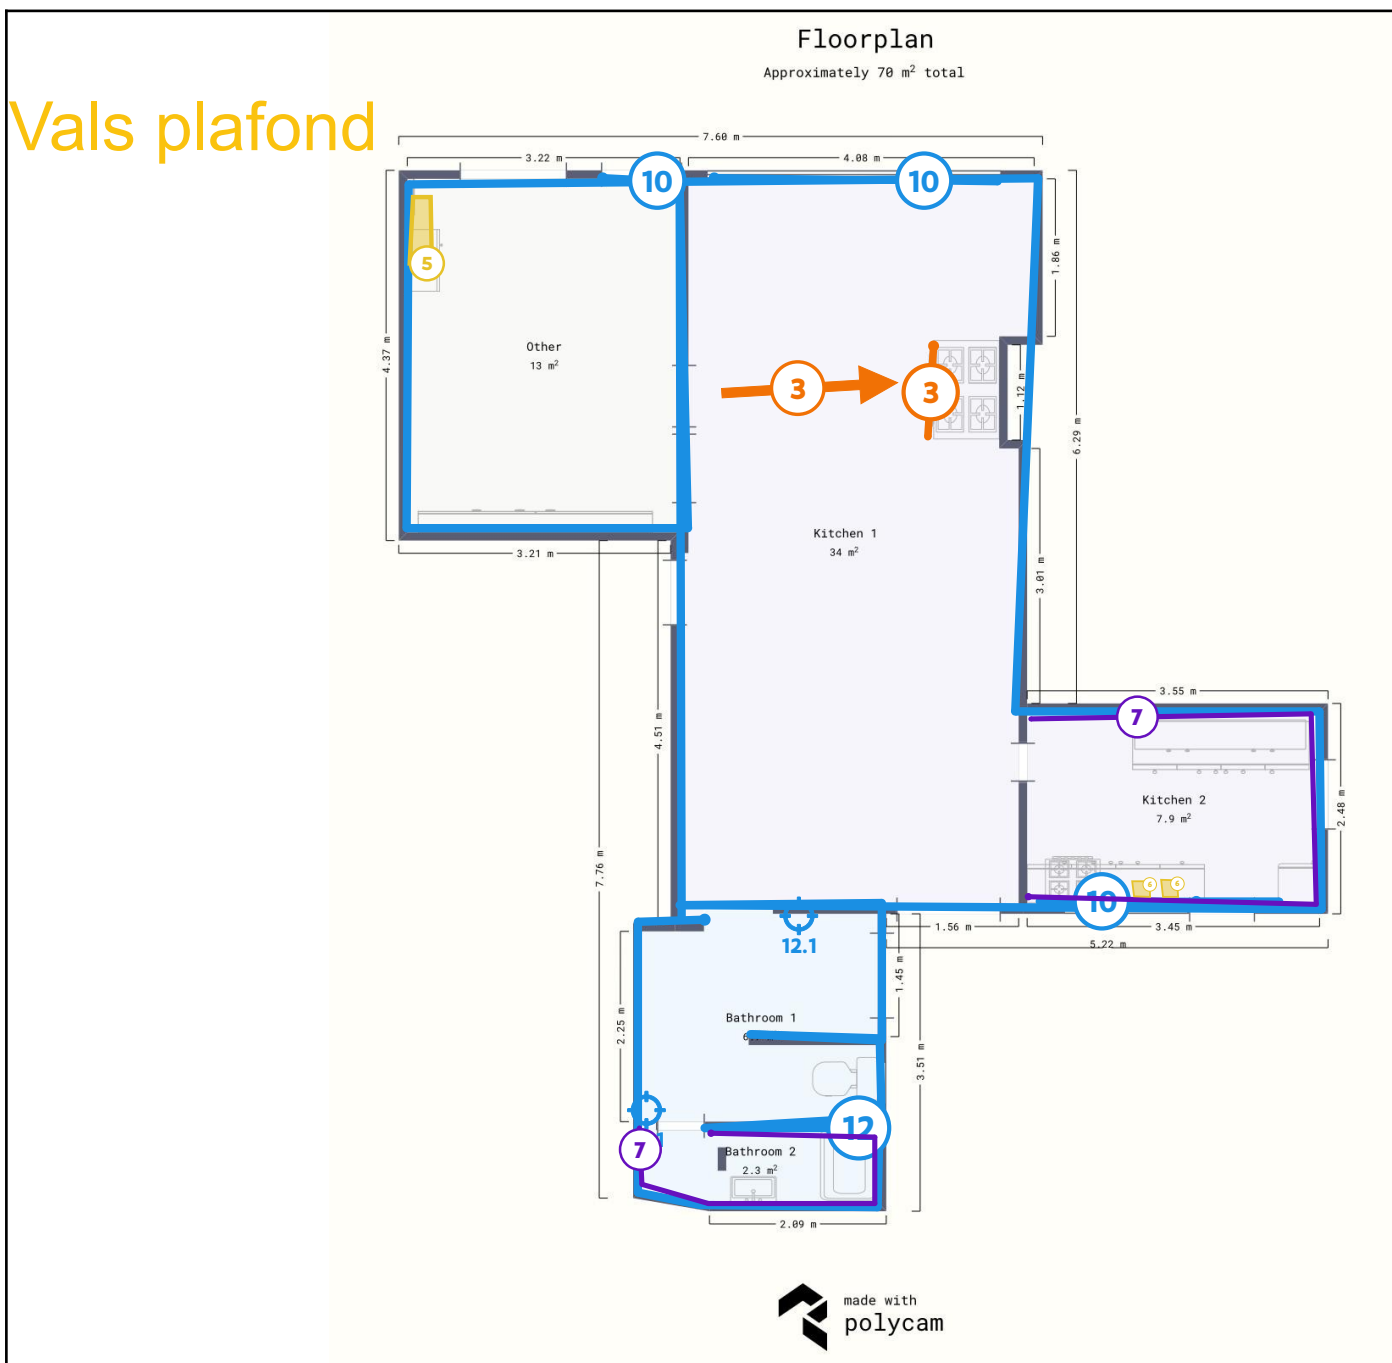 Floorplan
Approximately 70 m² total
Vals plafond
7.60 m
3.22 m
4.08 m
10
10
5
1.86 m
4.37 m
Other
13 m²
3
3
1.12 m
6.29 m
Kitchen 1
34 m²
3.21 m
3.01 m
3.55 m
7
4.51 m
Kitchen 2
7.9 m²
2.48 m
7.76 m
6
6
10
12.1
1.56 m
3.45 m
5.22 m
1.45 m
2.25 m
Bathroom 1
3.51 m
12
7
Bathroom 2
2.3 m²
2.09 m
made with
polycam